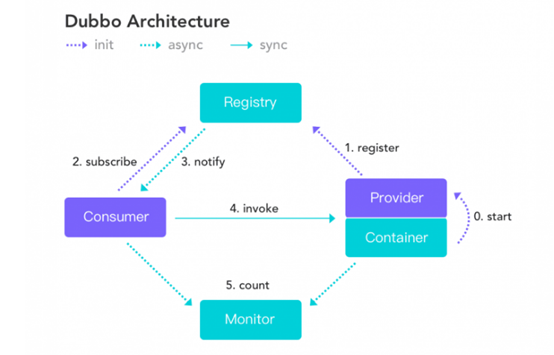 Dubbo Architecture
init async sync
Registry
1. register
2. subscribe 3. notify
Provider
Consumer 4. invoke 0. start
Container
5. count
Monitor